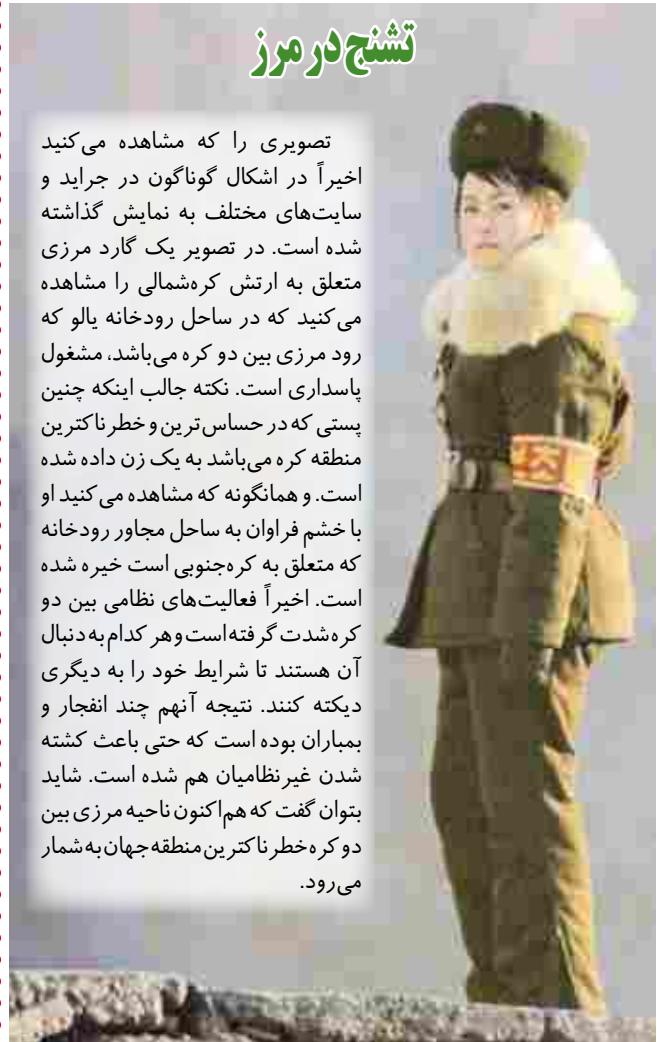 تشنج در مرز
تصویری را که مشاهده می‌کنید
اخیراً در اشکال گوناگون در جراید و
سایت‌های مختلف به نمایش گذاشته
شده است. در تصویر یک گارد مرزی
متعلق به ارتش کره‌شمالی را مشاهده
می‌کنید که در ساحل رودخانه یالو که
رود مرزی بین دو کره می‌باشد، مشغول
پاسداری است. نکته جالب اینکه چنین
پستی که در حساس‌ترین و خطرناکترین
منطقه کره می‌باشد به یک زن داده شده
است. و همانگونه که مشاهده می کنید او
با خشم فراوان به ساحل مجاور رودخانه
که متعلق به کره‌جنوبی است خیره شده
است. اخیراً فعالیت‌های نظامی بین دو
کره شدت گرفته است و هر کدام به دنبال
آن هستند تا شرایط خود را به دیگری
دیکته کنند. نتیجه آنهم چند انفجار و
بمباران بوده است که حتی باعث کشته
شدن غیرنظامیان هم شده است. شاید
بتوان گفت که هم‌اکنون ناحیه مرزی بین
دو کره خطرناکترین منطقه جهان به شمار
می‌رود.